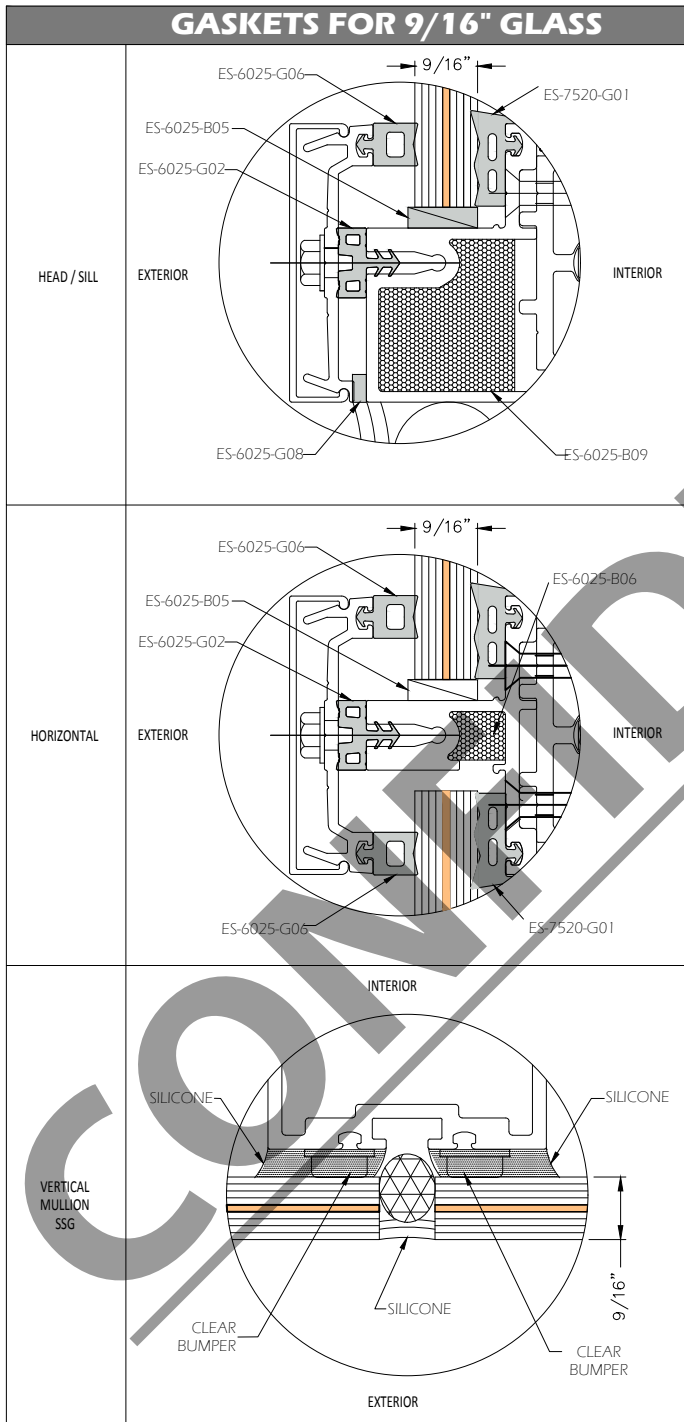 GASKETS FOR 9/16" GLASS
HEAD / SILL
EXTERIOR
INTERIOR
9/16"
ES-6025-G06
ES-7520-G01
ES-6025-B05
ES-6025-G02
ES-6025-G08
ES-6025-B09
HORIZONTAL
EXTERIOR
INTERIOR
9/16"
ES-6025-G06
ES-6025-B06
ES-6025-B05
ES-6025-G02
ES-6025-G06
ES-7520-G01
VERTICAL
MULLION
SSG
INTERIOR
SILICONE
SILICONE
9/16"
SILICONE
CLEAR
BUMPER
CLEAR
BUMPER
EXTERIOR
CONFID